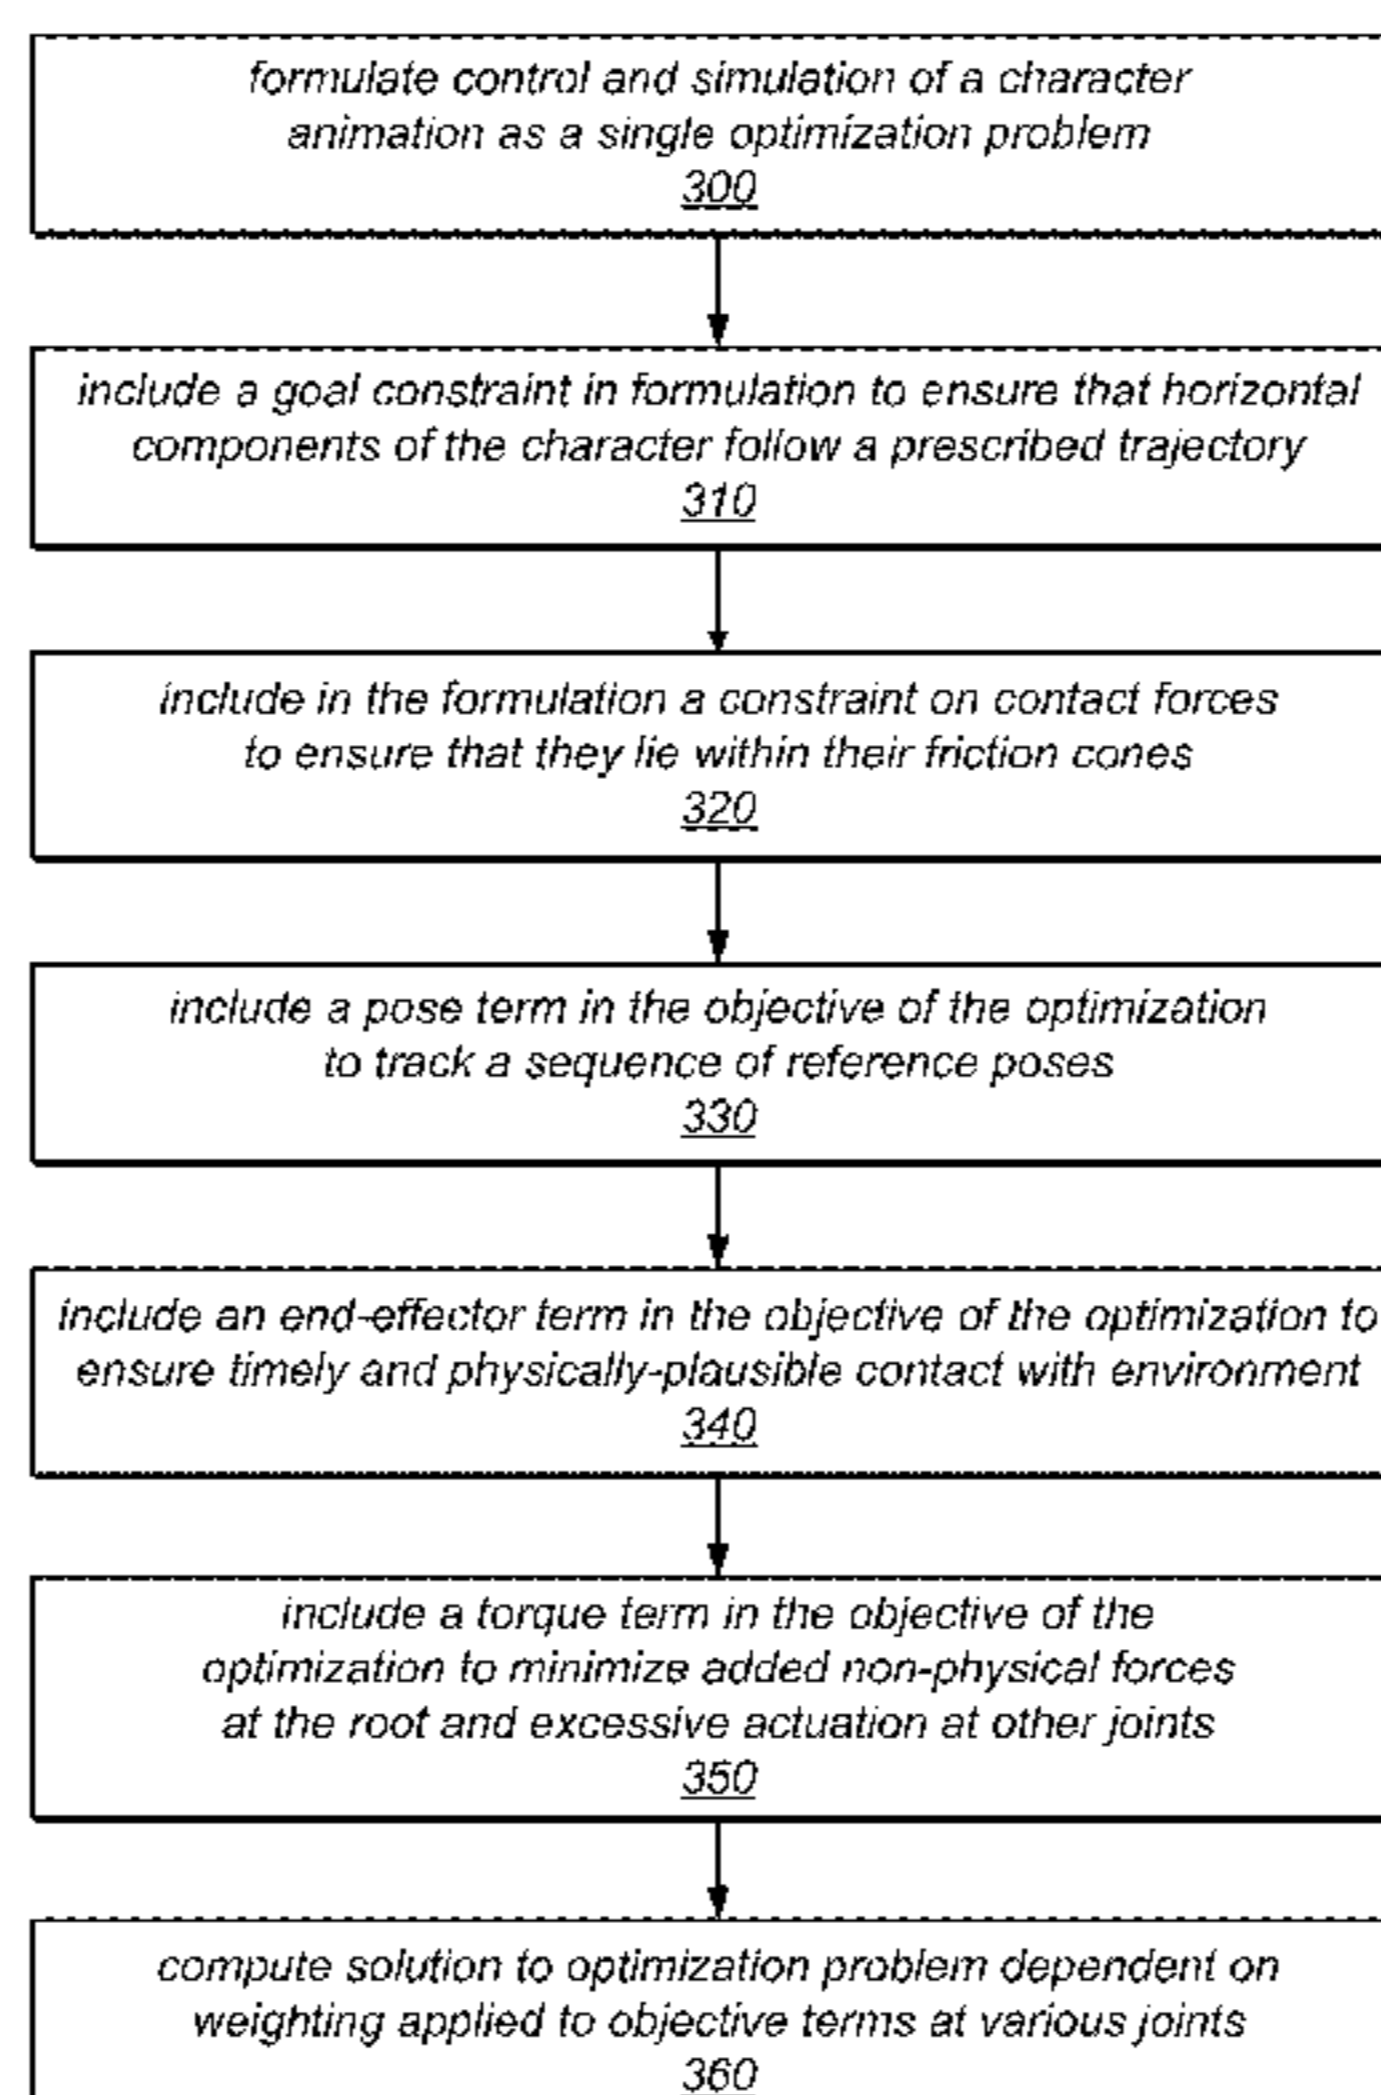 formulate control and simulation of a character
animation as a single optimization problem
300
include a goal constraint in formulation to ensure that horizontal
components of the character follow a prescribed trajectory
310
include in the formulation a constraint on contact forces
to ensure that they lie within their friction cones
320
include a pose term in the objective of the optimization
to track a sequence of reference poses
330
include an end-effector term in the objective of the optimization to
ensure timely and physically-plausible contact with environment
340
include a torque term in the objective of the
optimization to minimize added non-physical forces
at the root and excessive actuation at other joints
350
compute solution to optimization problem dependent on
weighting applied to objective terms at various joints
360